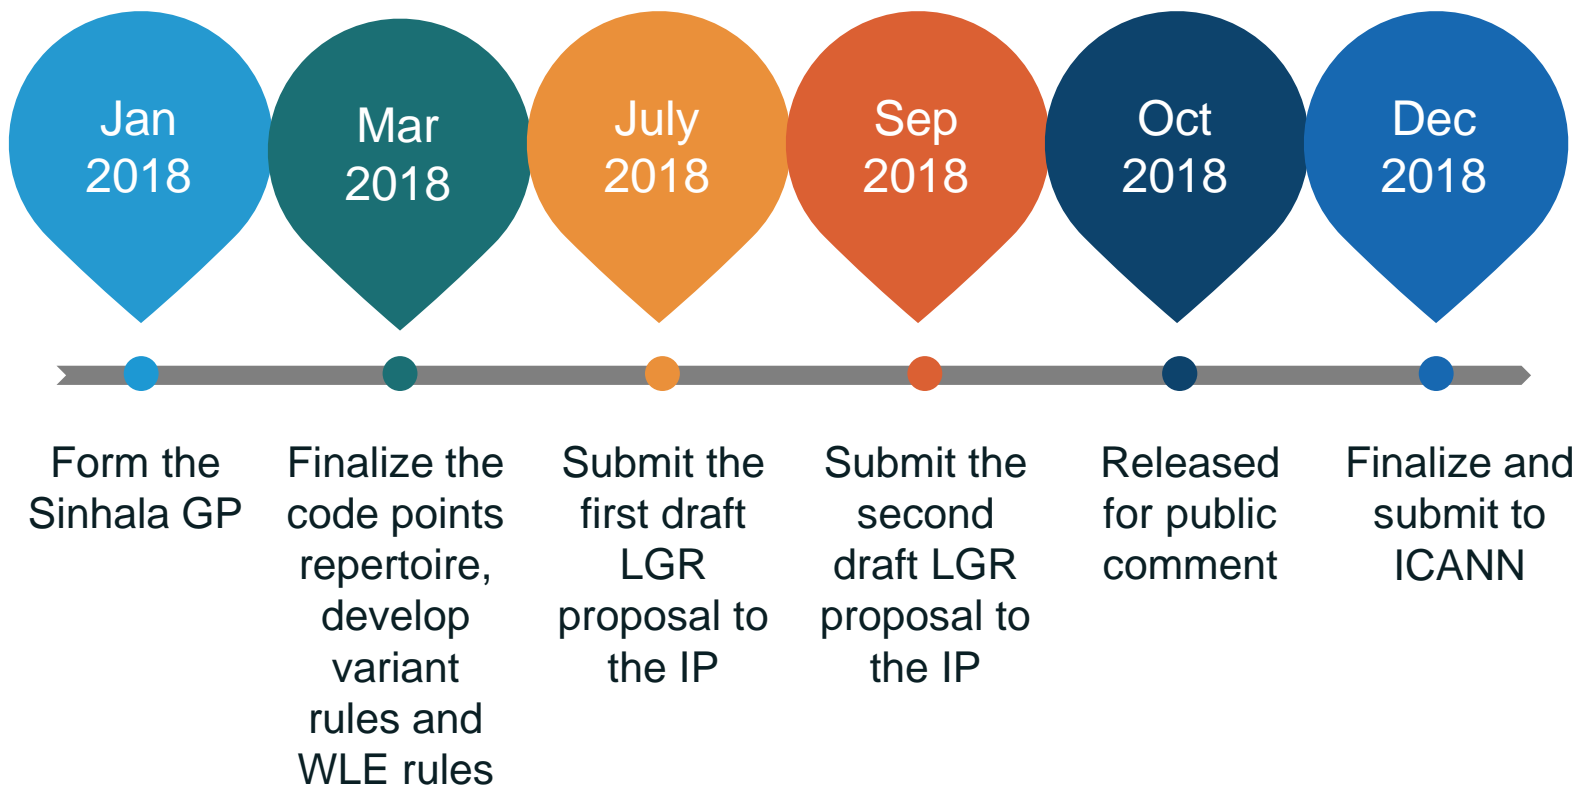 Jan
2018
Mar
2018
July
2018
Sep
2018
Oct
2018
Dec
2018
Form the
Sinhala GP
Finalize the
code points
repertoire,
develop
variant
rules and
WLE rules
Submit the
first draft
LGR
proposal to
the IP
Submit the
second
draft LGR
proposal to
the IP
Released
for public
comment
Finalize and
submit to
ICANN